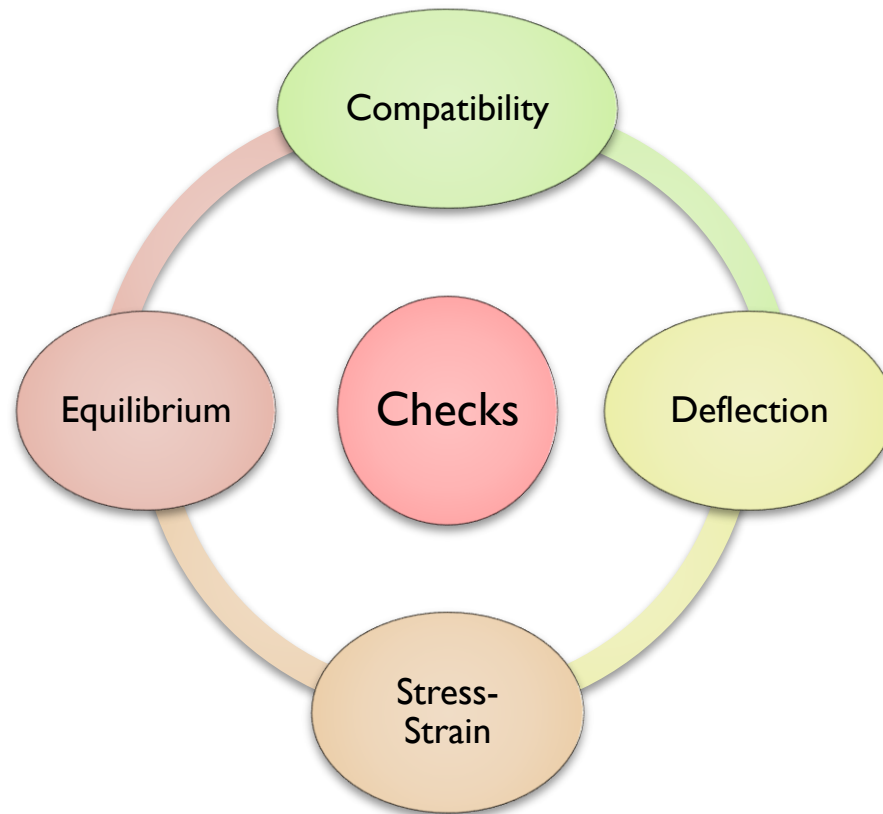 Compatibility
Equilibrium
Checks
Deflection
Stress-
Strain